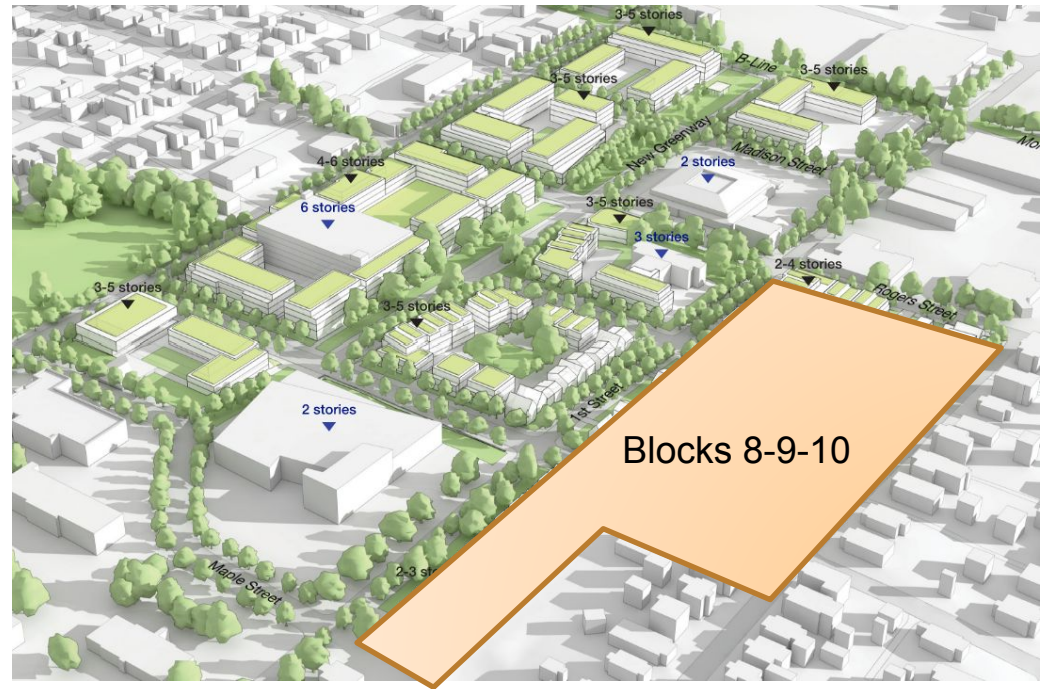 3-5 stories
B-Line
3-5 stories
3-5 stories
New Greenway
Madison Street
4-6 stories
2 stories
6 stories
3-5 stories
3 stories
2-4 stories
Rogers Street
3-5 stories
3-5 stories
1st Street
2 stories
Blocks 8-9-10
Maple Street
2-3